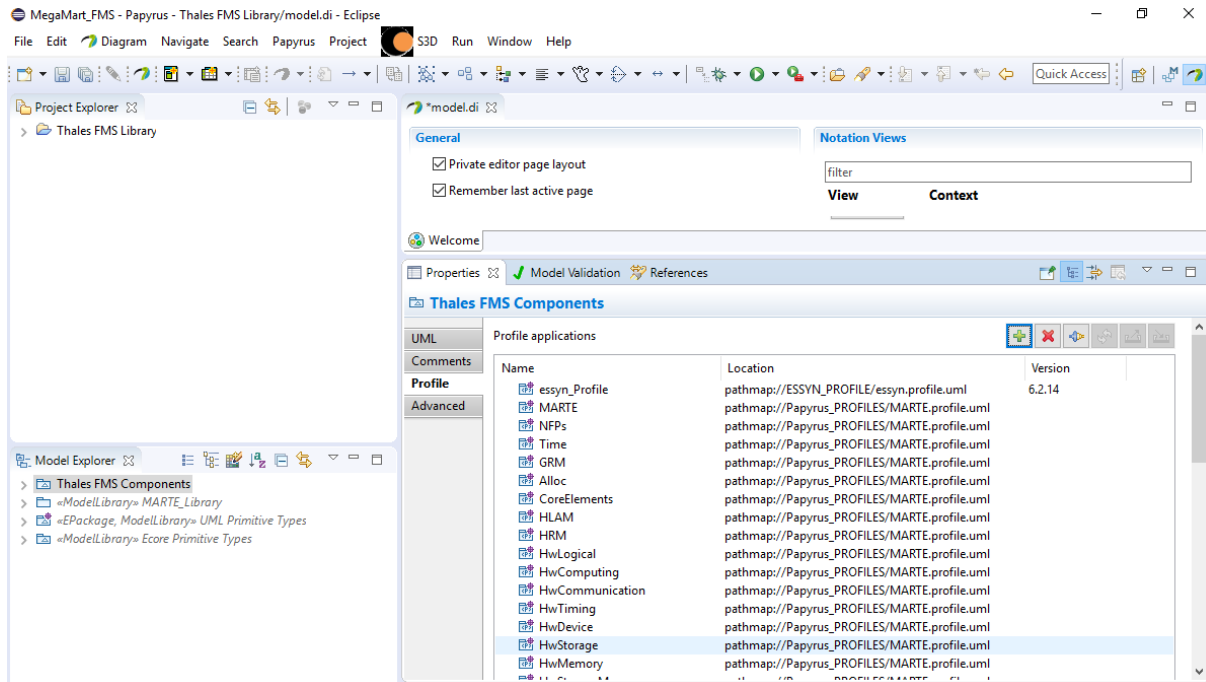 MegaMart_FMS - Papyrus - Thales FMS Library/model.di - Eclipse
File Edit Diagram Navigate Search Papyrus Project S3D Run Window Help
Quick Access
Project Explorer
Thales FMS Library
*model.di
General
Private editor page layout
Remember last active page
Notation Views
filter
View Context
Welcome
Properties Model Validation References
Thales FMS Components
UML
Comments
Profile
Advanced
Profile applications
Name Location Version
essyn_Profile pathmap://ESSYN_PROFILE/essyn.profile.uml 6.2.14
MARTE pathmap://Papyrus_PROFILES/MARTE.profile.uml
NFPs pathmap://Papyrus_PROFILES/MARTE.profile.uml
Time pathmap://Papyrus_PROFILES/MARTE.profile.uml
GRM pathmap://Papyrus_PROFILES/MARTE.profile.uml
Alloc pathmap://Papyrus_PROFILES/MARTE.profile.uml
CoreElements pathmap://Papyrus_PROFILES/MARTE.profile.uml
HLAM pathmap://Papyrus_PROFILES/MARTE.profile.uml
HRM pathmap://Papyrus_PROFILES/MARTE.profile.uml
HwLogical pathmap://Papyrus_PROFILES/MARTE.profile.uml
HwComputing pathmap://Papyrus_PROFILES/MARTE.profile.uml
HwCommunication pathmap://Papyrus_PROFILES/MARTE.profile.uml
HwTiming pathmap://Papyrus_PROFILES/MARTE.profile.uml
HwDevice pathmap://Papyrus_PROFILES/MARTE.profile.uml
HwStorage pathmap://Papyrus_PROFILES/MARTE.profile.uml
HwMemory pathmap://Papyrus_PROFILES/MARTE.profile.uml
Model Explorer
Thales FMS Components
«ModelLibrary» MARTE_Library
«EPackage, ModelLibrary» UML Primitive Types
«ModelLibrary» Ecore Primitive Types